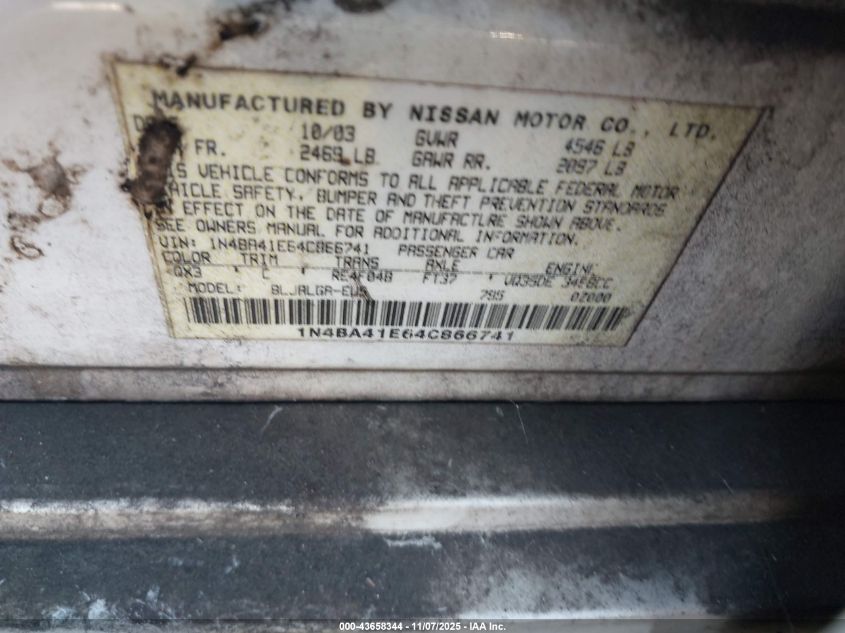 MANUFACTURED BY NISSAN MOTOR CO., LTD.
10/03 GVWR 4546 LB
FR. 2469 LB GAWR RR. 2097 LB
VEHICLE CONFORMS TO ALL APPLICABLE FEDERAL MOTOR
VEHICLE SAFETY, BUMPER AND THEFT PREVENTION STANDARDS
IN EFFECT ON THE DATE OF MANUFACTURE SHOWN ABOVE.
SEE OWNERS MANUAL FOR ADDITIONAL INFORMATION.
VIN: 1N4BA41E64C866741 PASSENGER CAR
COLOR TRIM TRANS AXLE ENGINE
QX3 ' C ' RE4F04B FT37 ' VQ35DE 3498CC
MODEL: BLJALGA-EUS 7S5 02000
1N4BA41E64C866741
000-43658344 - 11/07/2025 - IAA Inc.